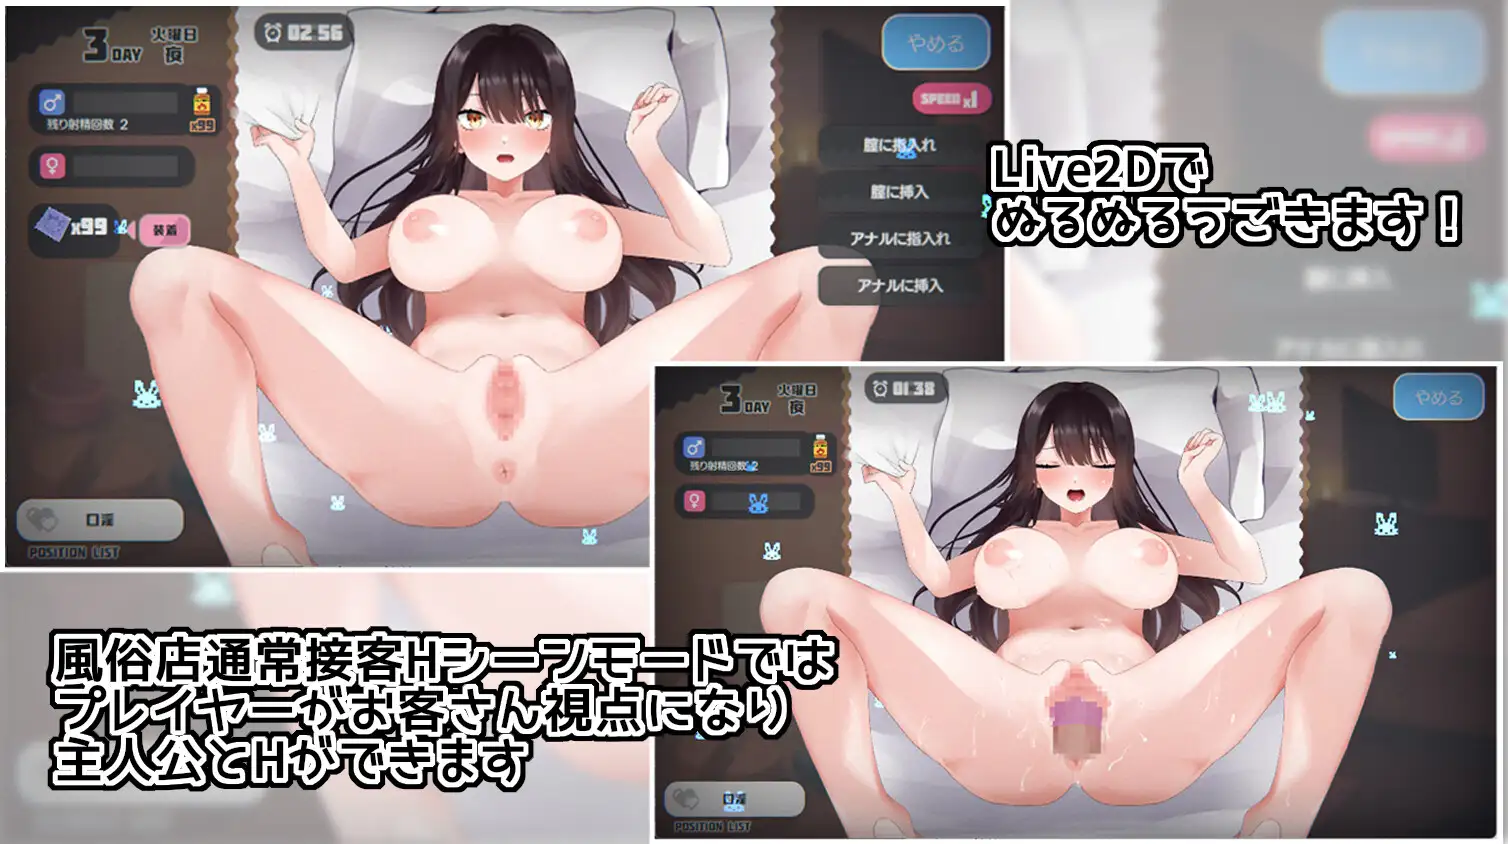 3 DAY
火曜日
夜
02:56
残り射精回数 2
x99
x99
装着
口淫
POSITION LIST
やめる
SPEED x1
膣に指入れ
膣に挿入
アナルに指入れ
アナルに挿入
Live2Dで
ぬるぬるうごきます！
3 DAY
火曜日
夜
01:38
残り射精回数 2
x99
やめる
口淫
POSITION LIST
風俗店通常接客Hシーンモードでは
プレイヤーがお客さん視点になり
主人公とHができます